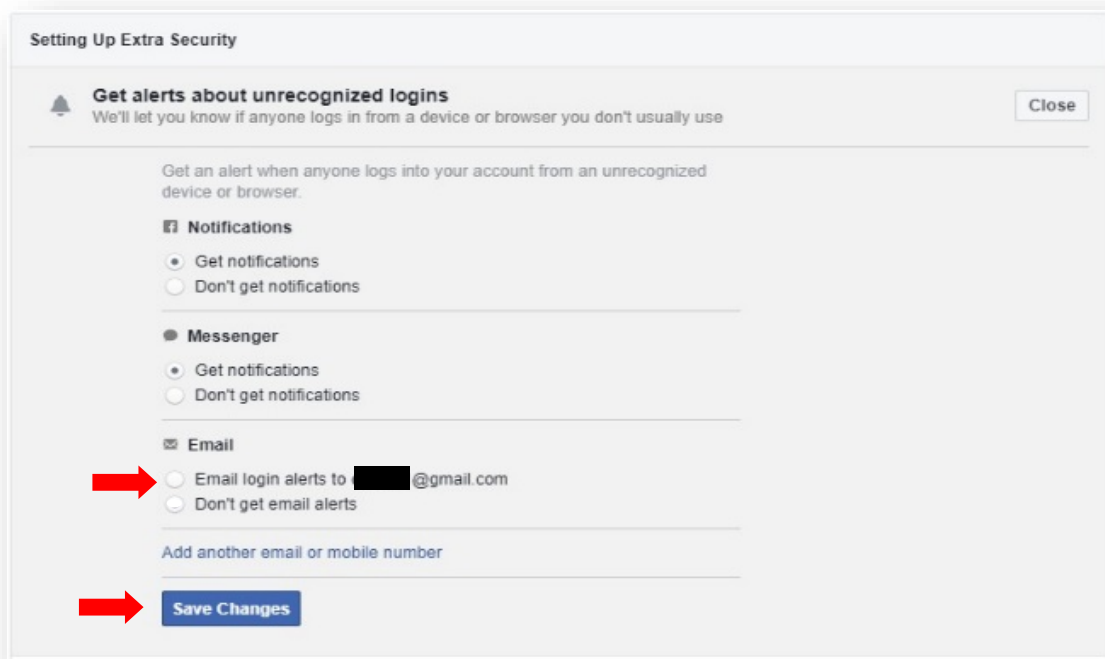 Setting Up Extra Security
Get alerts about unrecognized logins
We'll let you know if anyone logs in from a device or browser you don't usually use
Close
Get an alert when anyone logs into your account from an unrecognized
device or browser.
Notifications
Get notifications
Don't get notifications
Messenger
Get notifications
Don't get notifications
Email
Email login alerts to @gmail.com
Don't get email alerts
Add another email or mobile number
Save Changes